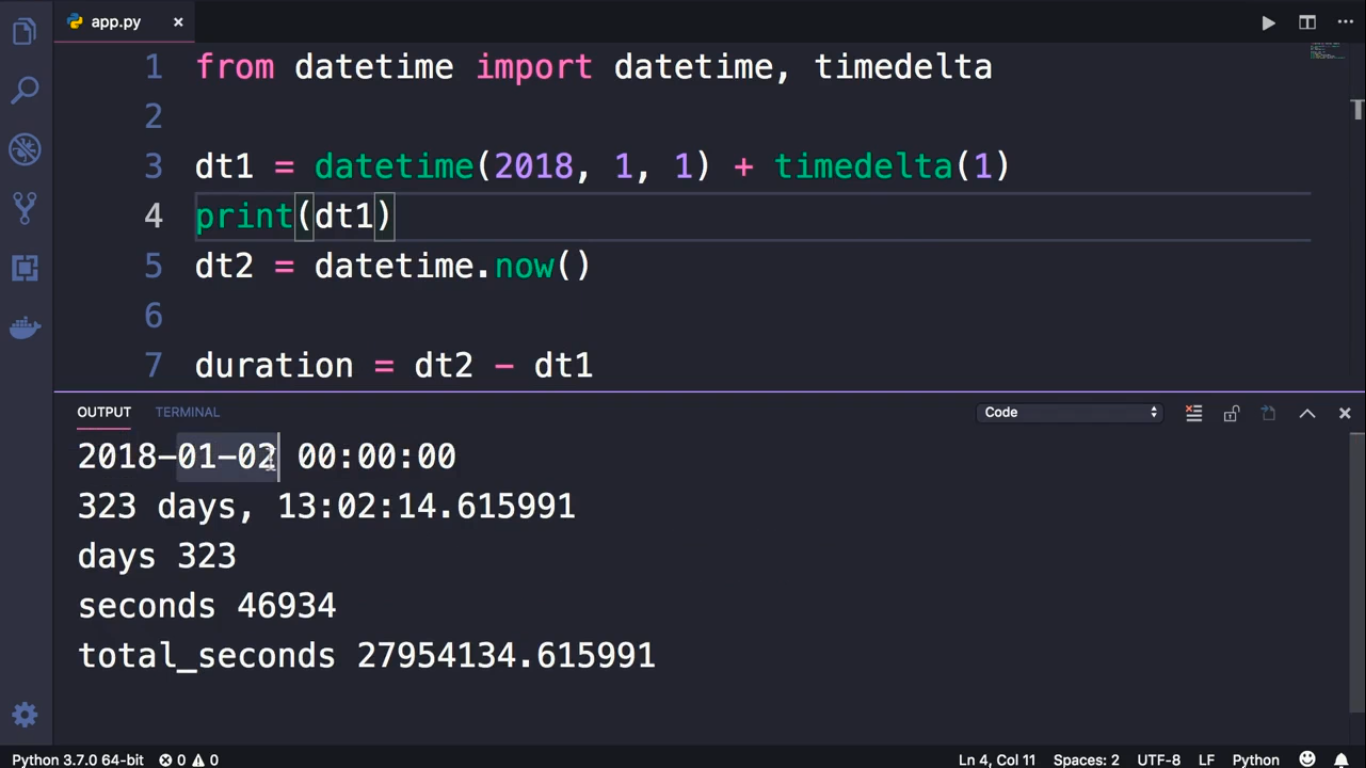 app.py
1 from datetime import datetime, timedelta
2
3 dt1 = datetime(2018, 1, 1) + timedelta(1)
4 print(dt1)
5 dt2 = datetime.now()
6
7 duration = dt2 - dt1
OUTPUT TERMINAL Code
2018-01-02 00:00:00
323 days, 13:02:14.615991
days 323
seconds 46934
total_seconds 27954134.615991
Python 3.7.0 64-bit 0 0 Ln 4, Col 11 Spaces: 2 UTF-8 LF Python